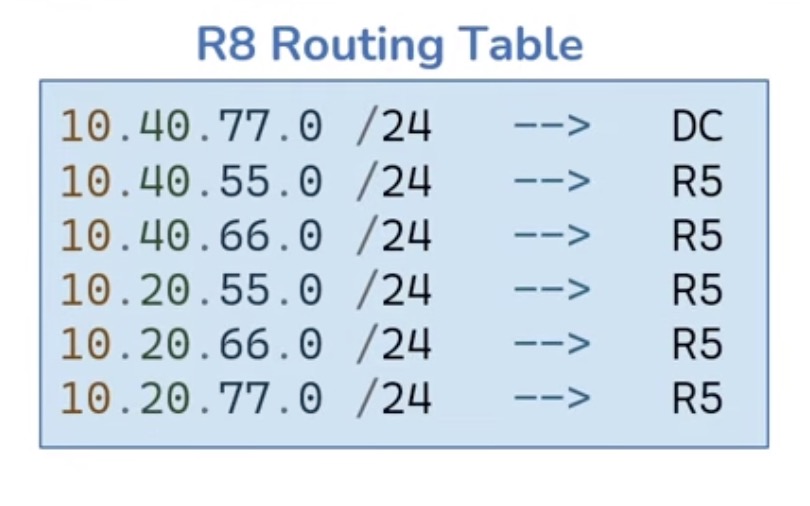 R8 Routing Table
10.40.77.0 /24 --> DC
10.40.55.0 /24 --> R5
10.40.66.0 /24 --> R5
10.20.55.0 /24 --> R5
10.20.66.0 /24 --> R5
10.20.77.0 /24 --> R5